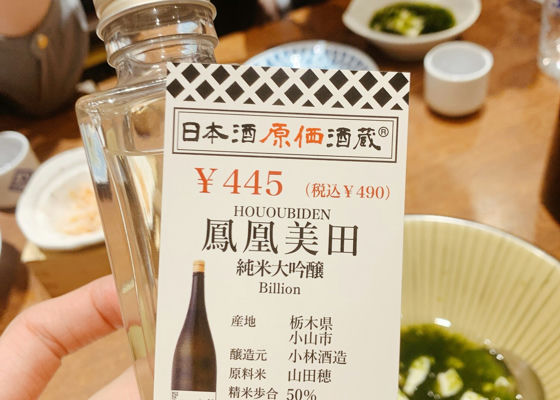 日本酒原価酒蔵®
¥445 (税込¥490)
HOUOUBIDEN
鳳凰美田
純米大吟醸
Billion
産地 栃木県
小山市
醸造元 小林酒造
原料米 山田穂
精米歩合 50%